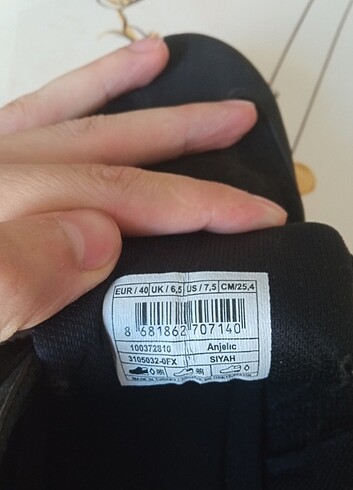 EUR / 40 UK / 6,5 US / 7,5 CM/25,4
8 681862 707140
100372810 Anjelic
3105032-0FX SIYAH